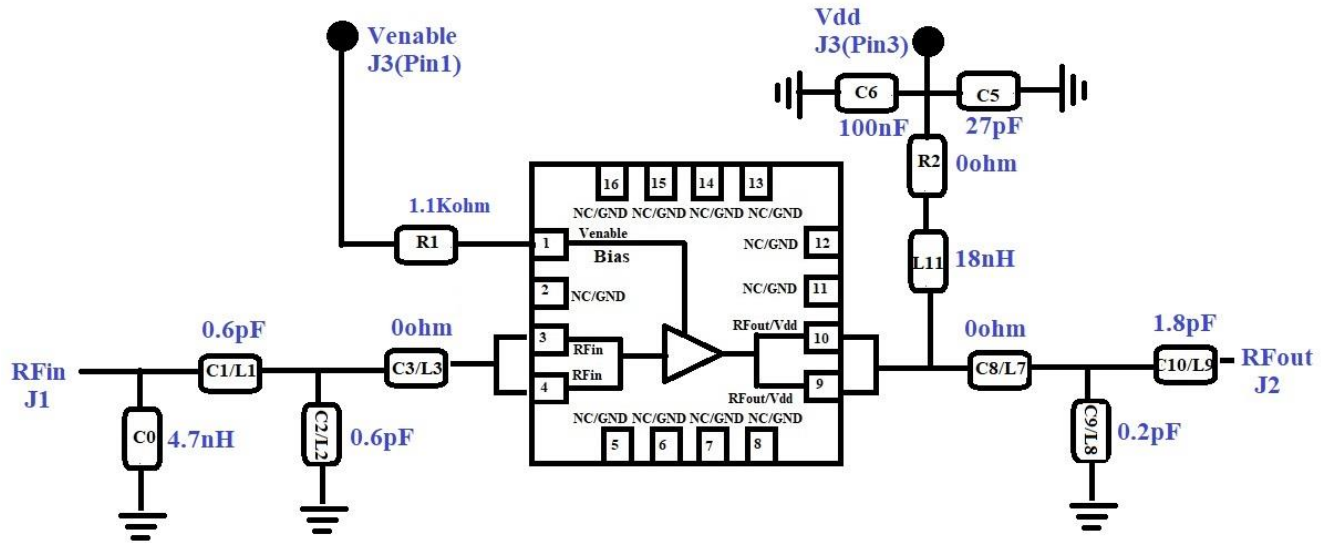 Venable
J3(Pin1)
Vdd
J3(Pin3)
C6
C5
100nF
27pF
R2
0ohm
16 15 14 13
NC/GND NC/GND NC/GND NC/GND
1.1Kohm
R1
1
Venable
Bias
NC/GND
12
L11
18nH
2
NC/GND
NC/GND
11
0.6pF
0ohm
3
RFin
RFout/Vdd
10
0ohm
1.8pF
RFin
J1
C1/L1
C3/L3
4
RFin
RFout/Vdd
9
C8/L7
C10/L9
RFout
J2
C0
4.7nH
C2/L2
0.6pF
NC/GND NC/GND NC/GND NC/GND
5 6 7 8
C9/L8
0.2pF